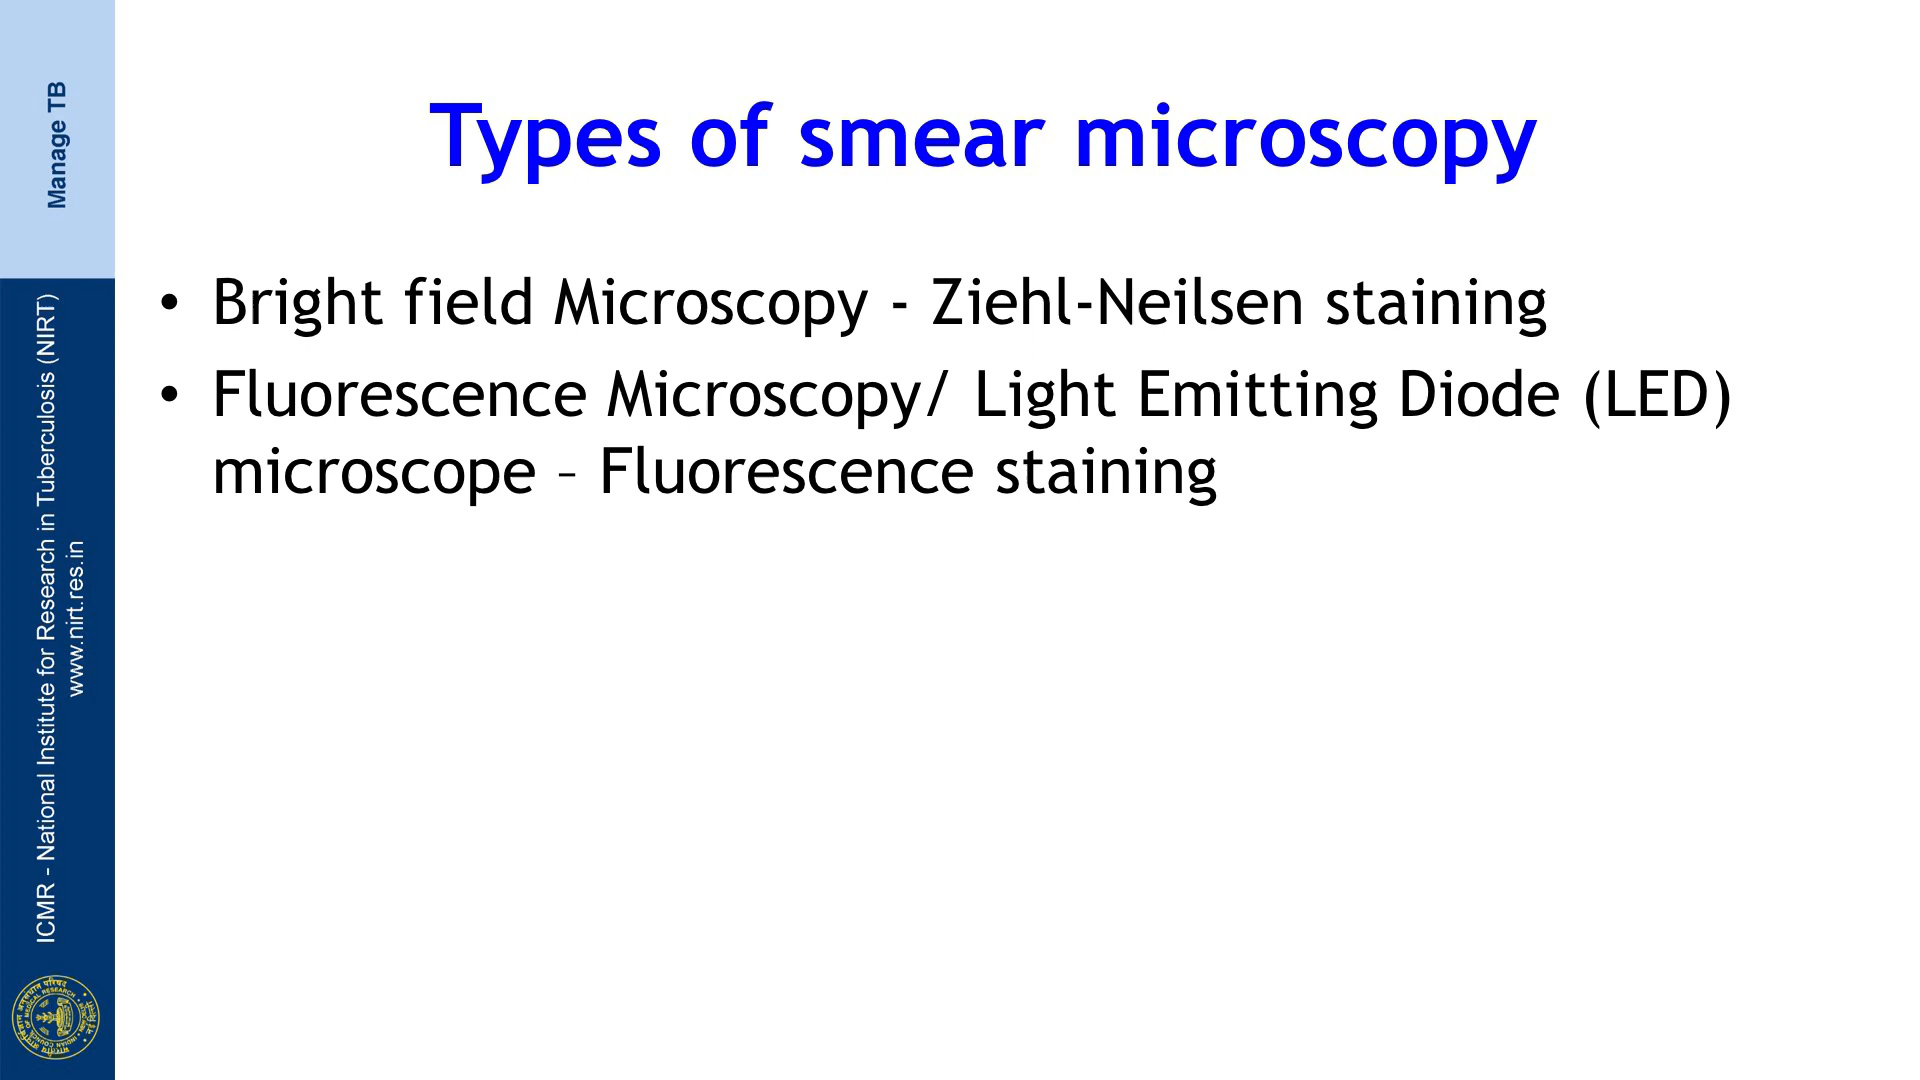 Manage TB
ICMR - National Institute for Research in Tuberculosis (NIRT)
www.nirt.res.in
Types of smear microscopy
• Bright field Microscopy - Ziehl-Neilsen staining
• Fluorescence Microscopy/ Light Emitting Diode (LED)
microscope – Fluorescence staining